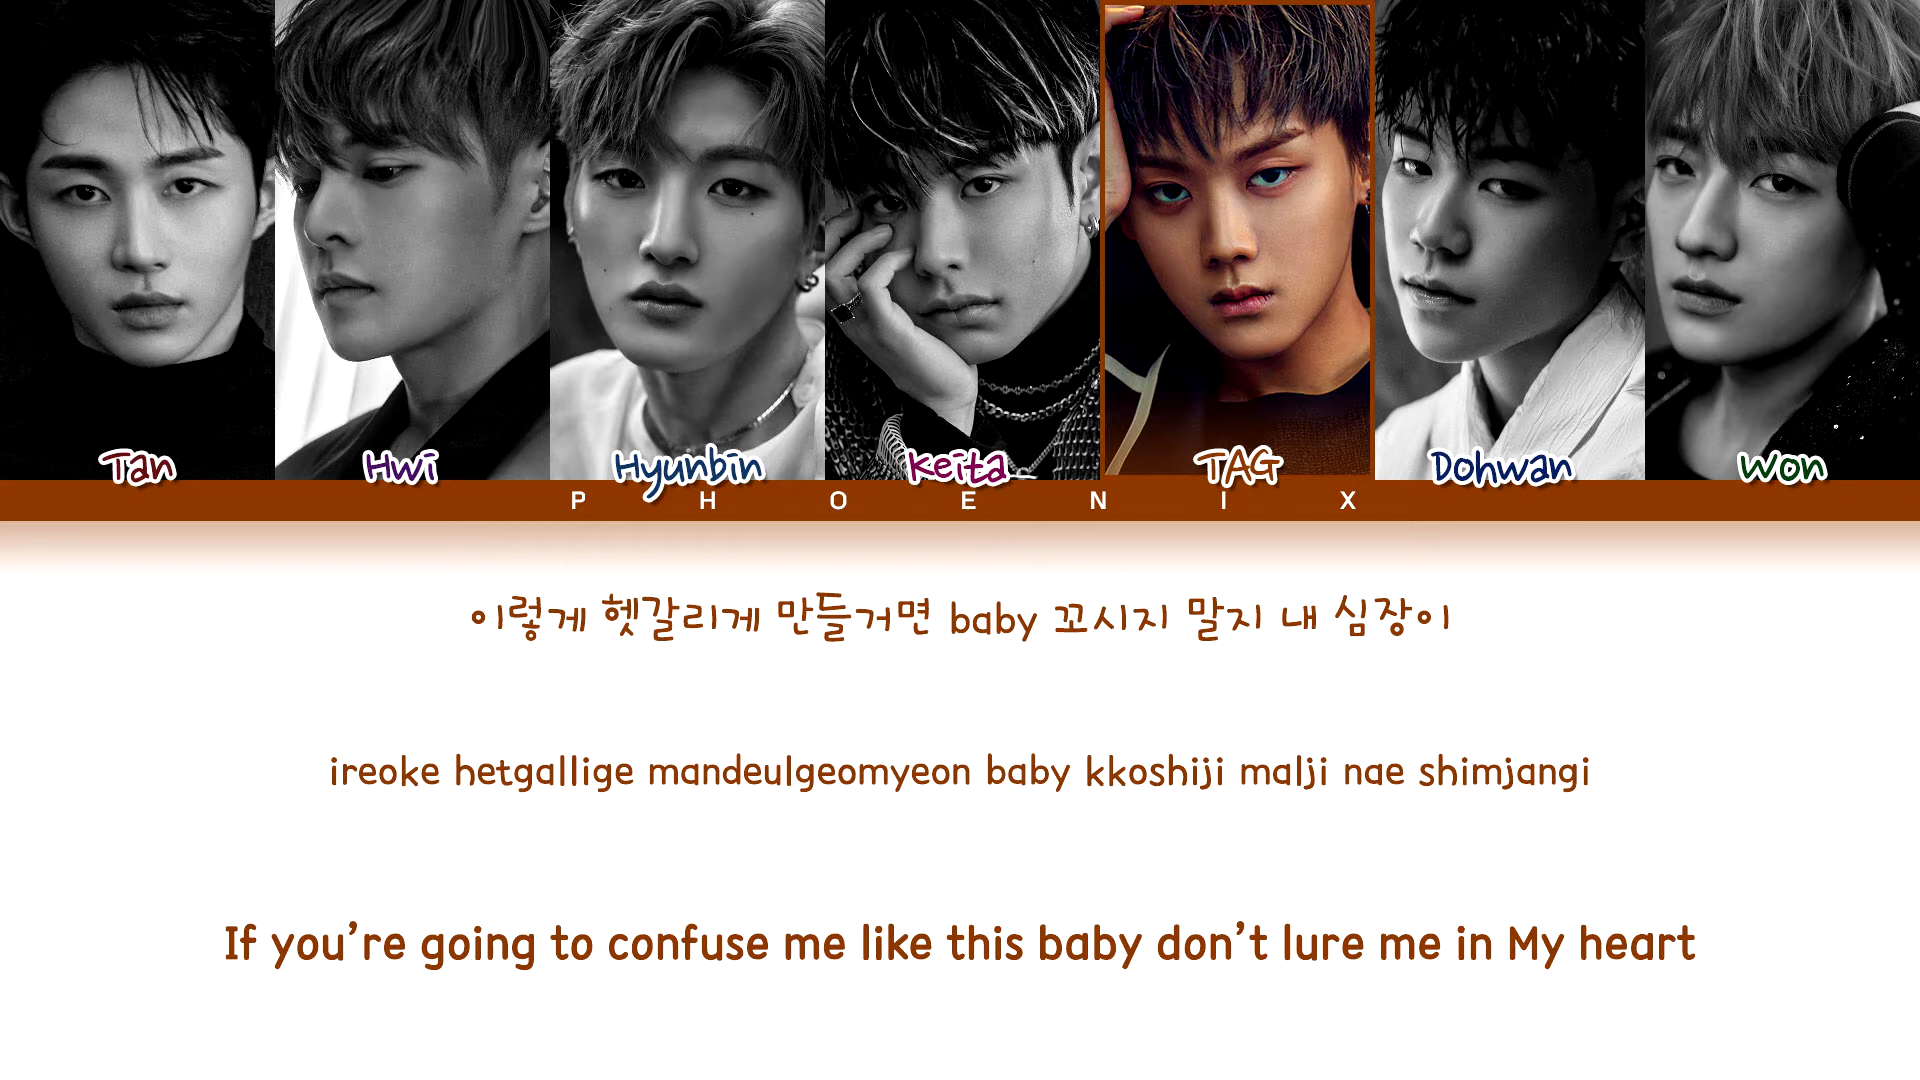 Tan Hwi Hyunbin Keita TAG Dohwan Won
PHOENIX
이렇게 헷갈리게 만들거면 baby 꼬시지 말지 내 심장이
ireoke hetgallige mandeulgeomyeon baby kkoshiji malji nae shimjangi
If you’re going to confuse me like this baby don’t lure me in My heart